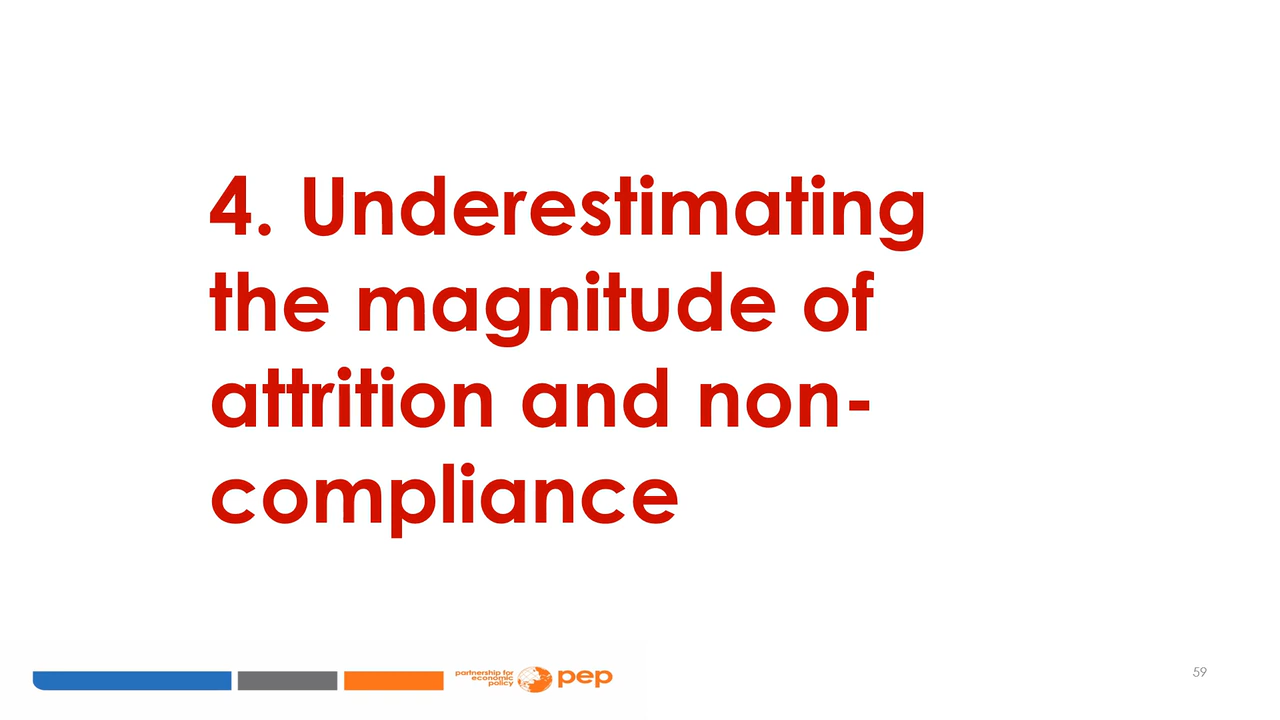 4. Underestimating
the magnitude of
attrition and non-
compliance
partnership for
economic
policy
pep
59